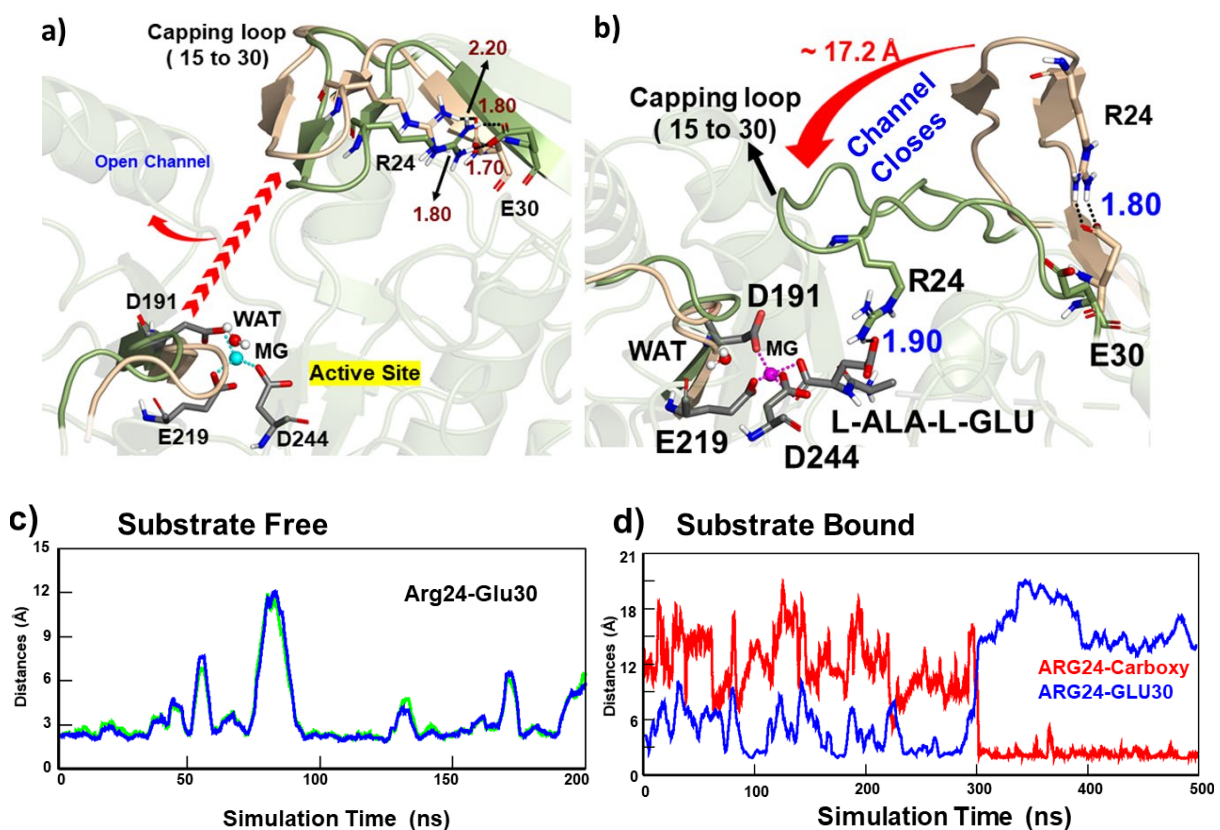 a)
Capping loop
( 15 to 30)
2.20
1.80
R24
1.70
1.80
E30
Open Channel
D191
WAT
MG
Active Site
E219
D244
b)
~ 17.2 Å
Capping loop
( 15 to 30)
Channel
Closes
R24
1.80
R24
D191
WAT
MG
1.90
E30
L-ALA-L-GLU
E219
D244
c)
Substrate Free
15
12
9
6
3
0
Distances (Å)
Arg24-Glu30
0
50
100
150
200
Simulation Time (ns)
d)
Substrate Bound
21
18
12
6
0
Distances (Å)
ARG24-Carboxy
ARG24-GLU30
0
100
200
300
400
500
Simulation Time (ns)